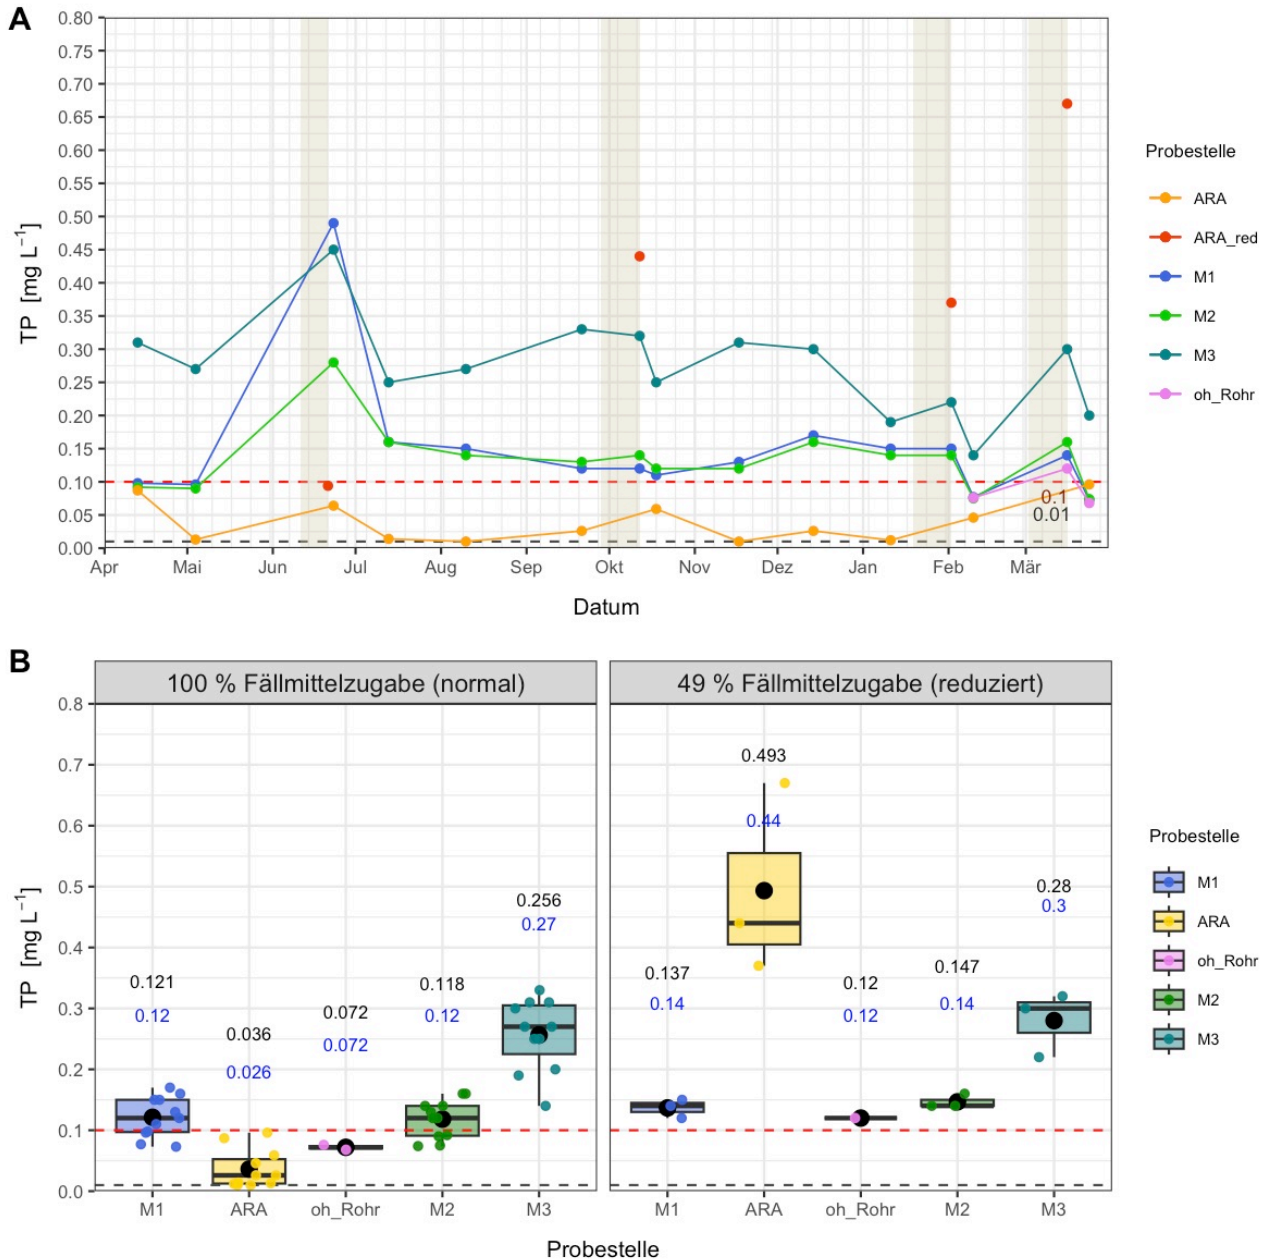 A
0.80
0.75
0.70
0.65
0.60
0.55
0.50
0.45
0.40
0.35
0.30
0.25
0.20
0.15
0.10
0.05
0.00
TP [mg L⁻¹]
0.1
0.01
Apr Mai Jun Jul Aug Sep Okt Nov Dez Jan Feb Mär
Datum
Probestelle
ARA
ARA_red
M1
M2
M3
oh_Rohr
B
100 % Fällmittelzugabe (normal)
49 % Fällmittelzugabe (reduziert)
0.8
0.7
0.6
0.5
0.4
0.3
0.2
0.1
0.0
TP [mg L⁻¹]
0.121
0.12
0.036
0.026
0.072
0.072
0.118
0.12
0.256
0.27
0.137
0.14
0.493
0.44
0.12
0.12
0.147
0.14
0.28
0.3
M1 ARA oh_Rohr M2 M3
M1 ARA oh_Rohr M2 M3
Probestelle
Probestelle
M1
ARA
oh_Rohr
M2
M3